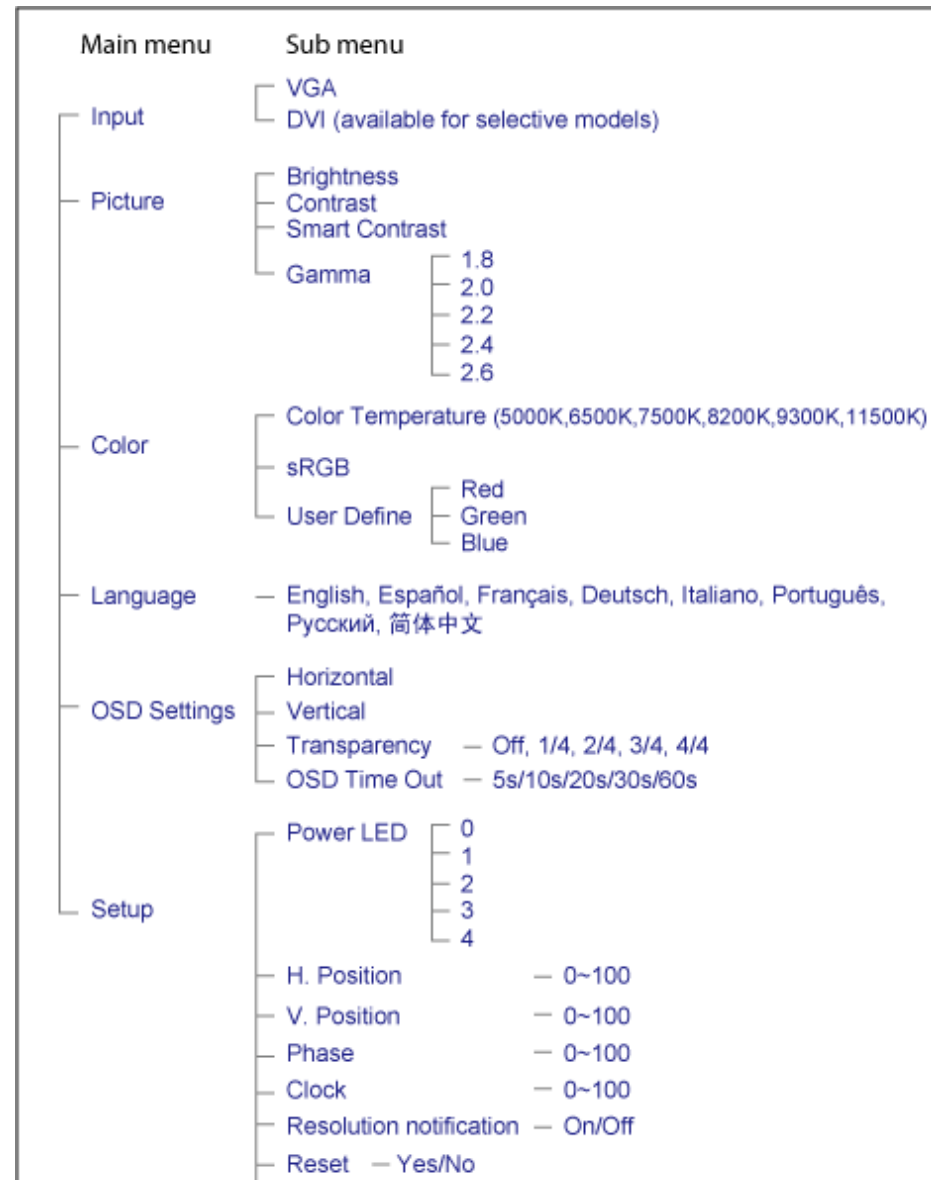 Main menu Sub menu
Input
VGA
DVI (available for selective models)
Picture
Brightness
Contrast
Smart Contrast
Gamma
1.8
2.0
2.2
2.4
2.6
Color
Color Temperature (5000K,6500K,7500K,8200K,9300K,11500K)
sRGB
User Define
Red
Green
Blue
Language
English, Español, Français, Deutsch, Italiano, Português,
Русский, 简体中文
OSD Settings
Horizontal
Vertical
Transparency — Off, 1/4, 2/4, 3/4, 4/4
OSD Time Out — 5s/10s/20s/30s/60s
Setup
Power LED
0
1
2
3
4
H. Position — 0~100
V. Position — 0~100
Phase — 0~100
Clock — 0~100
Resolution notification — On/Off
Reset — Yes/No